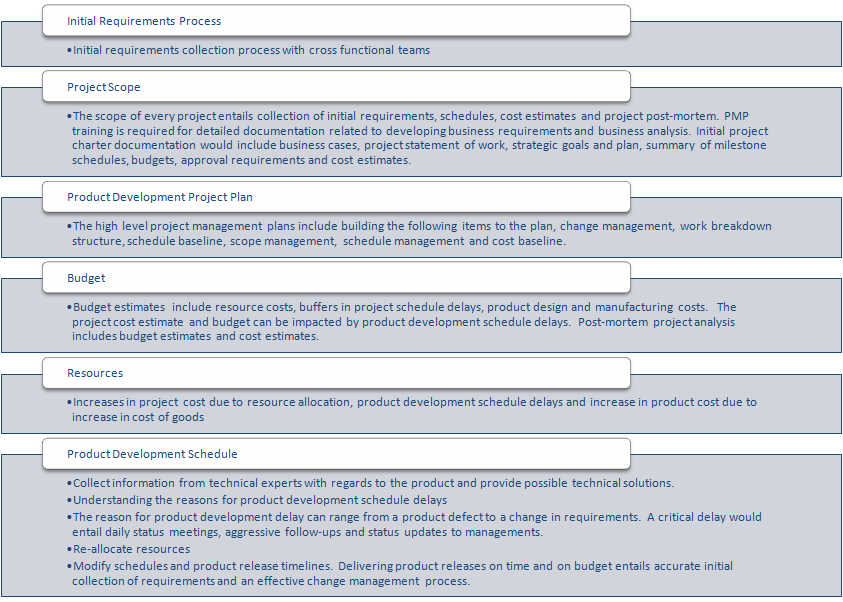 Initial Requirements Process
•Initial requirements collection process with cross functional teams
Project Scope
•The scope of every project entails collection of initial requirements, schedules, cost estimates and project post-mortem. PMP
training is required for detailed documentation related to developing business requirements and business analysis. Initial project
charter documentation would include business cases, project statement of work, strategic goals and plan, summary of milestone
schedules, budgets, approval requirements and cost estimates.
Product Development Project Plan
•The high level project management plans include building the following items to the plan, change management, work breakdown
structure, schedule baseline, scope management, schedule management and cost baseline.
Budget
•Budget estimates include resource costs, buffers in project schedule delays, product design and manufacturing costs. The
project cost estimate and budget can be impacted by product development schedule delays. Post-mortem project analysis
includes budget estimates and cost estimates.
Resources
•Increases in project cost due to resource allocation, product development schedule delays and increase in product cost due to
increase in cost of goods
Product Development Schedule
•Collect information from technical experts with regards to the product and provide possible technical solutions.
•Understanding the reasons for product development schedule delays
•The reason for product development delay can range from a product defect to a change in requirements. A critical delay would
entail daily status meetings, aggressive follow-ups and status updates to managements.
•Re-allocate resources
•Modify schedules and product release timelines. Delivering product releases on time and on budget entails accurate initial
collection of requirements and an effective change management process.